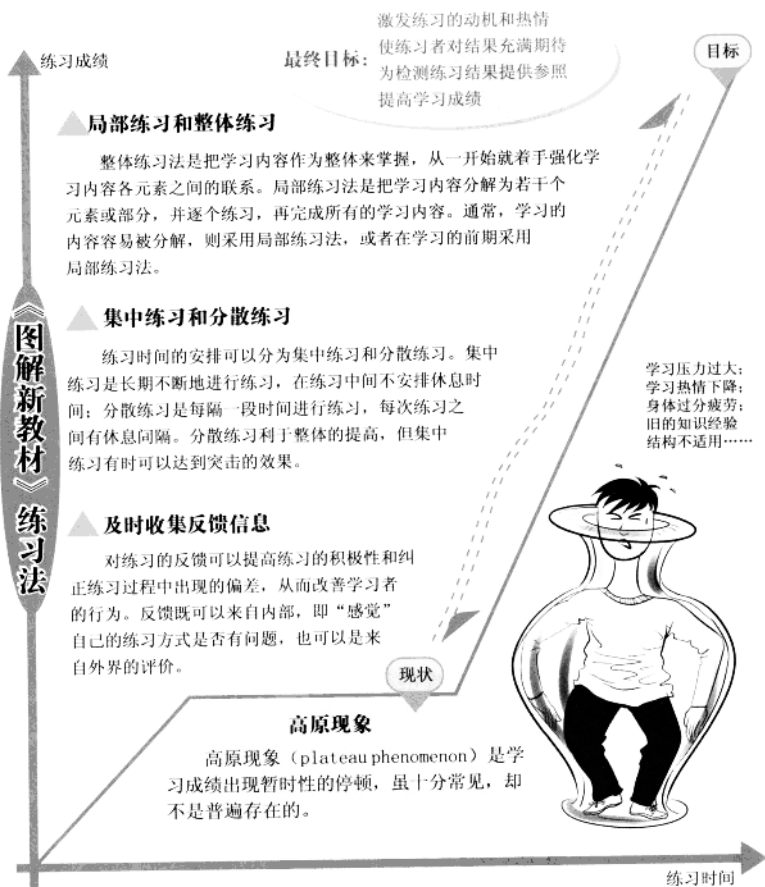 练习成绩
最终目标：
激发练习的动机和热情
使练习者对结果充满期待
为检测练习结果提供参照
提高学习成绩
目标
局部练习和整体练习
整体练习法是把学习内容作为整体来掌握，从一开始就着手强化学
习内容各元素之间的联系。局部练习法是把学习内容分解为若干个
元素或部分，并逐个练习，再完成所有的学习内容。通常，学习的
内容容易被分解，则采用局部练习法，或者在学习的前期采用
局部练习法。
集中练习和分散练习
练习时间的安排可以分为集中练习和分散练习。集中
练习是长期不断地进行练习，在练习中间不安排休息时
间；分散练习是每隔一段时间进行练习，每次练习之
间有休息间隔。分散练习利于整体的提高，但集中
练习有时可以达到突击的效果。
学习压力过大；
学习热情下降；
身体过分疲劳；
旧的知识经验
结构不适用……
《图解新教材》练习法
及时收集反馈信息
对练习的反馈可以提高练习的积极性和纠
正练习过程中出现的偏差，从而改善学习者
的行为。反馈既可以来自内部，即“感觉”
自己的练习方式是否有问题，也可以是来
自外界的评价。
现状
高原现象
高原现象（plateau phenomenon）是学
习成绩出现暂时性的停顿，虽十分常见，却
不是普遍存在的。
练习时间